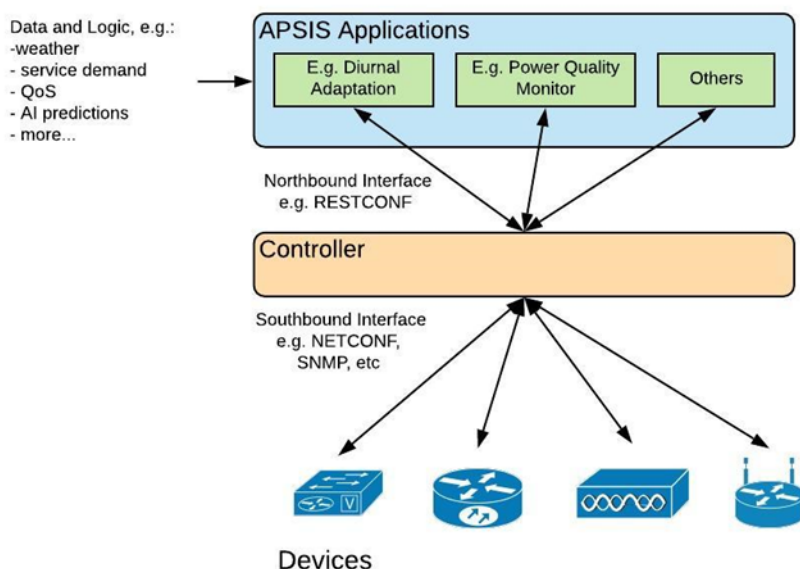 Data and Logic, e.g.:
-weather
- service demand
- QoS
- AI predictions
- more...
APSIS Applications
E.g. Diurnal
Adaptation
E.g. Power Quality
Monitor
Others
Northbound Interface
e.g. RESTCONF
Controller
Southbound Interface
e.g. NETCONF,
SNMP, etc
V
Devices